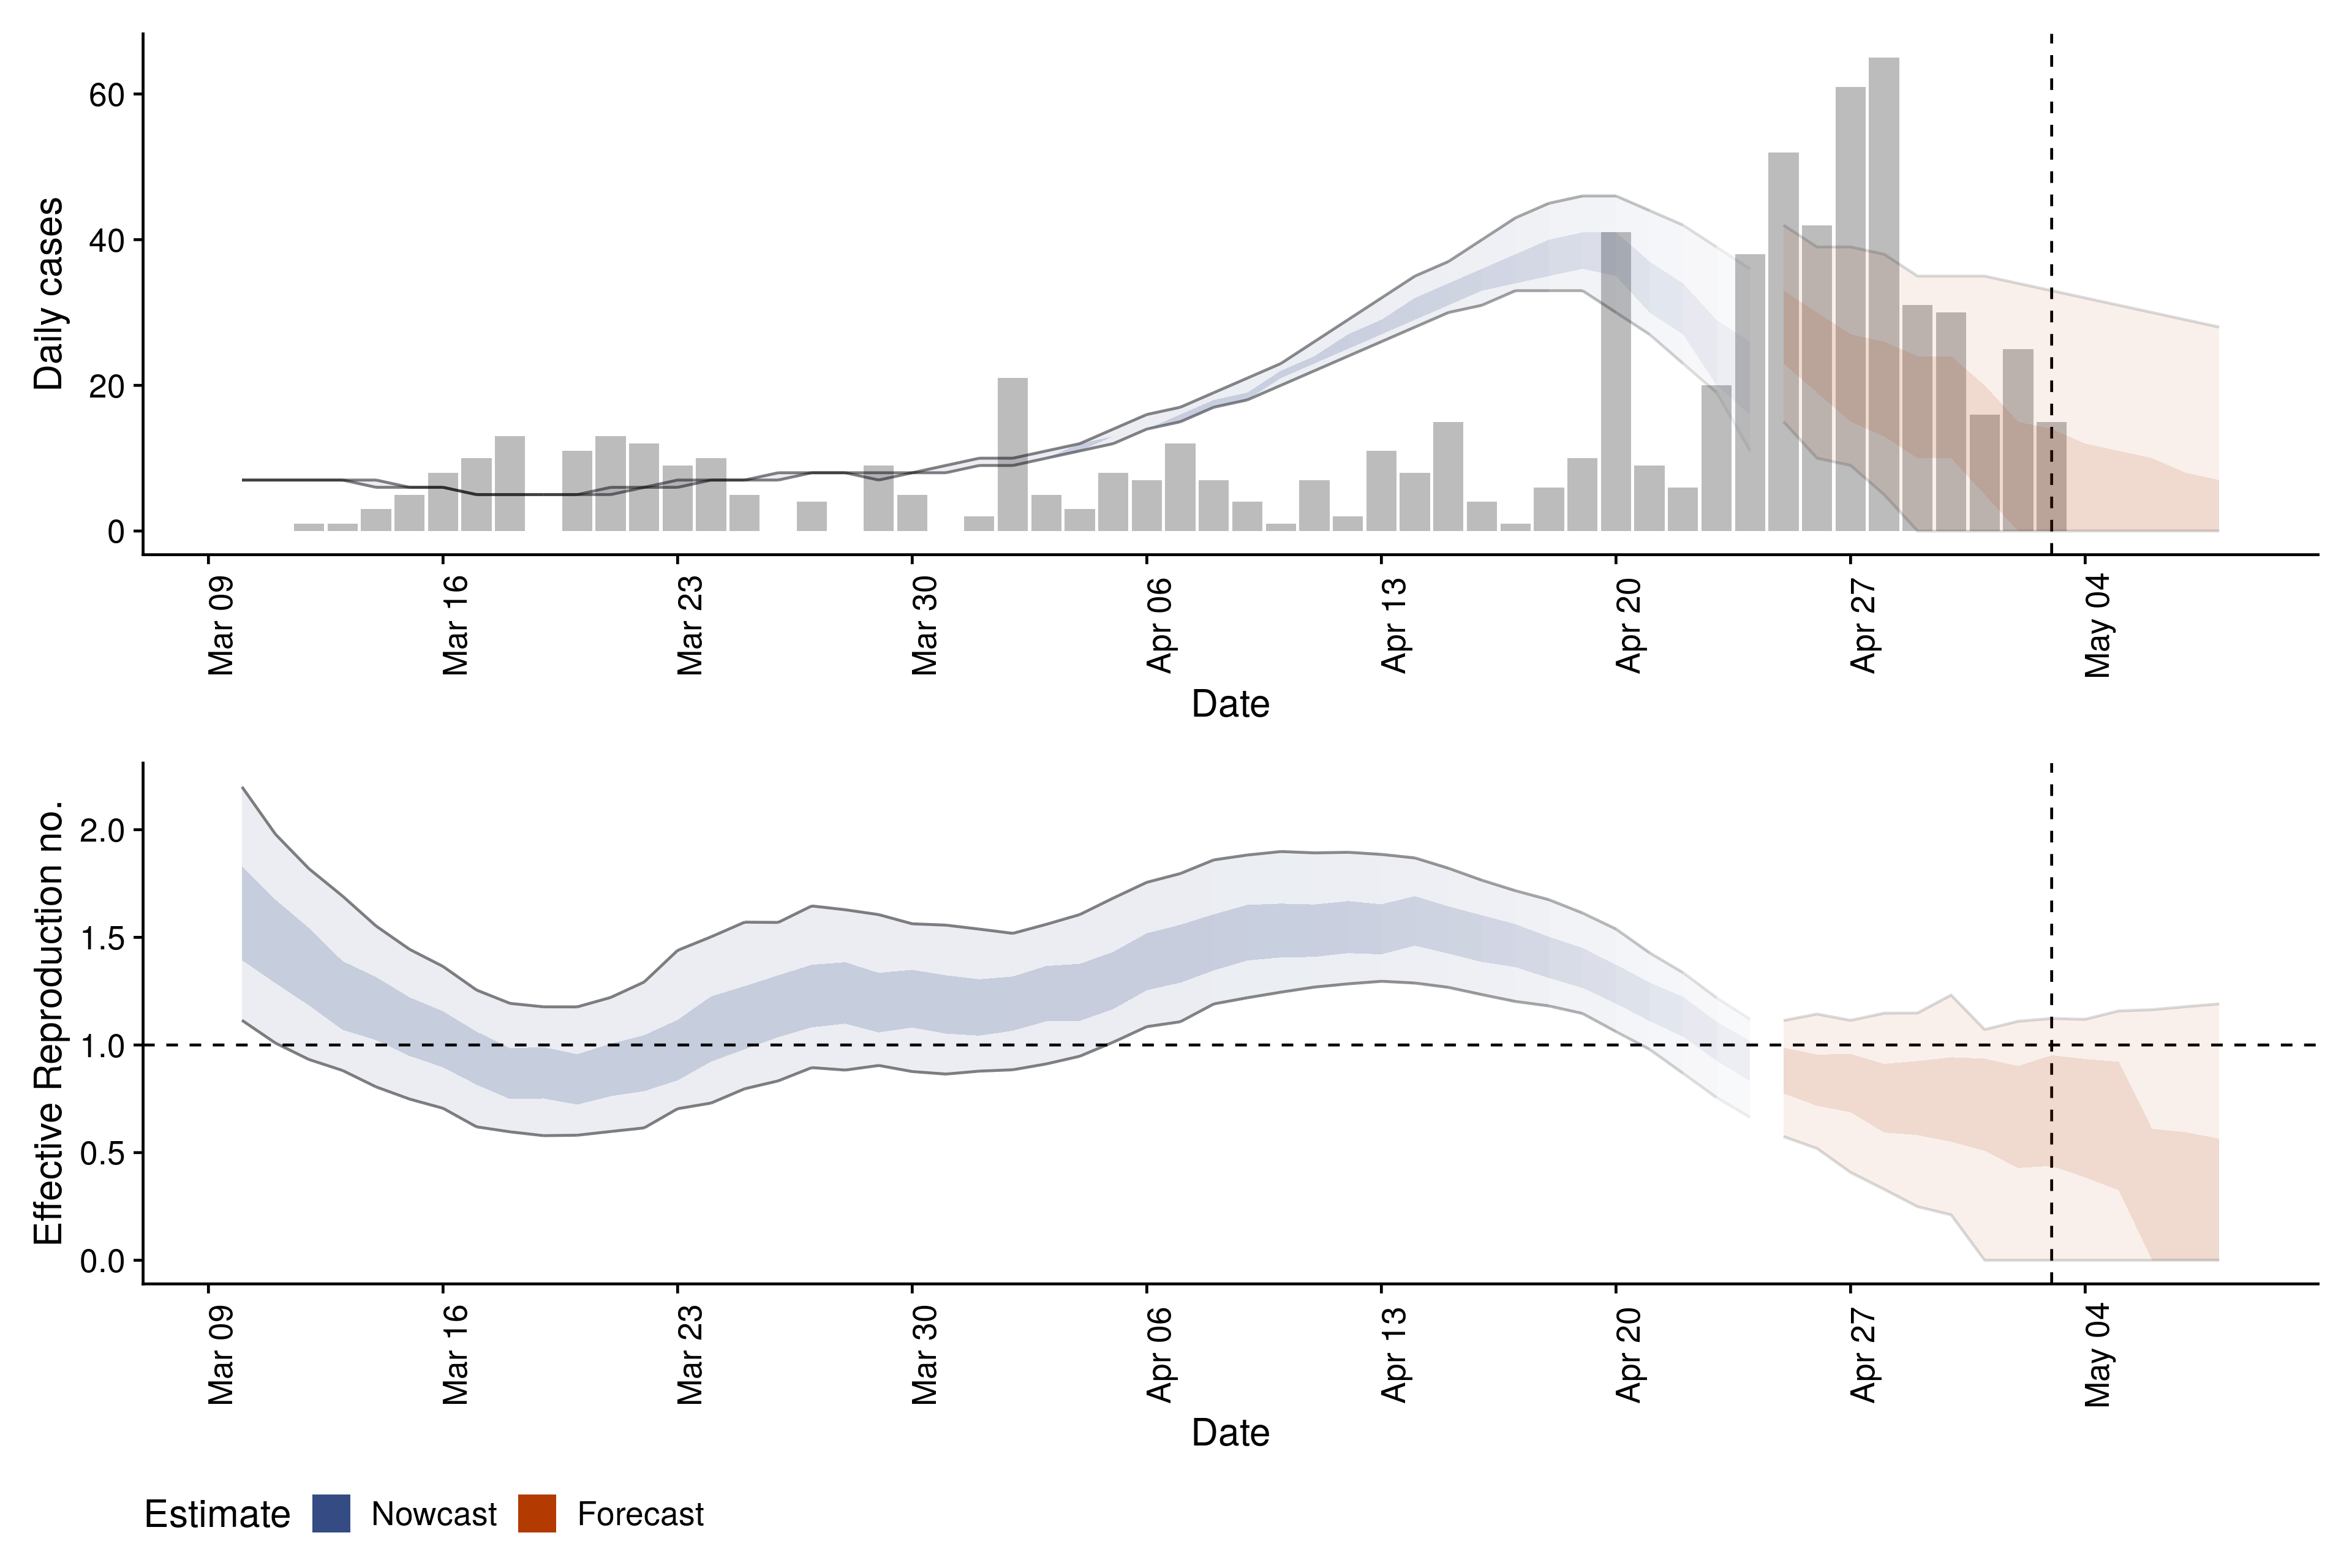 Daily cases
60
40
20
0
Mar 09
Mar 16
Mar 23
Mar 30
Apr 06
Apr 13
Apr 20
Apr 27
May 04
Date
Effective Reproduction no.
2.0
1.5
1.0
0.5
0.0
Mar 09
Mar 16
Mar 23
Mar 30
Apr 06
Apr 13
Apr 20
Apr 27
May 04
Date
Estimate Nowcast Forecast